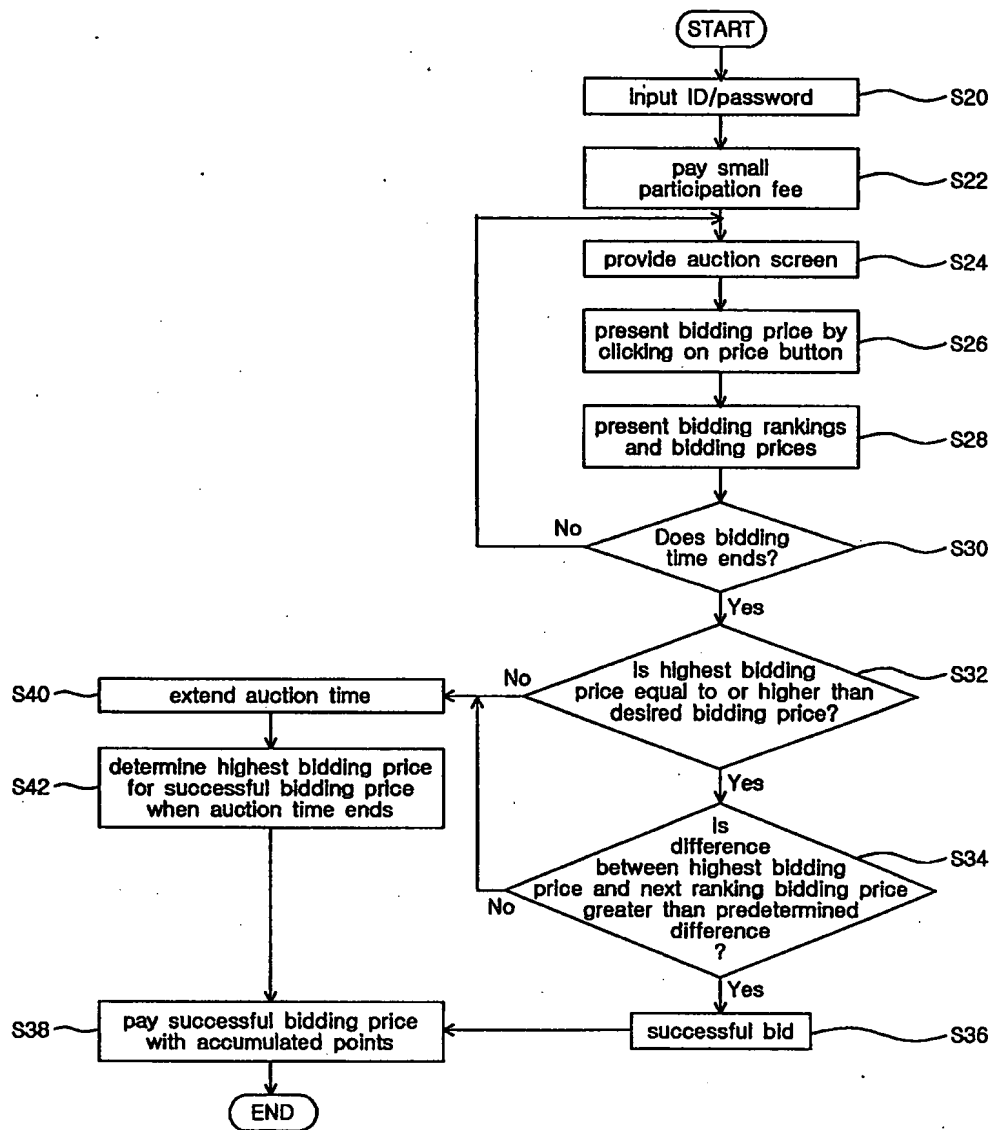 START
input ID/password
S20
pay small
participation fee
S22
provide auction screen
S24
present bidding price by
clicking on price button
S26
present bidding rankings
and bidding prices
S28
Does bidding
time ends?
S30
No
Yes
Is highest bidding
price equal to or higher than
desired bidding price?
S32
No
S40
extend auction time
Yes
S42
determine highest bidding price
for successful bidding price
when auction time ends
Is
difference
between highest bidding
price and next ranking bidding price
greater than predetermined
difference
?
S34
No
Yes
S38
pay successful bidding price
with accumulated points
successful bid
S36
END